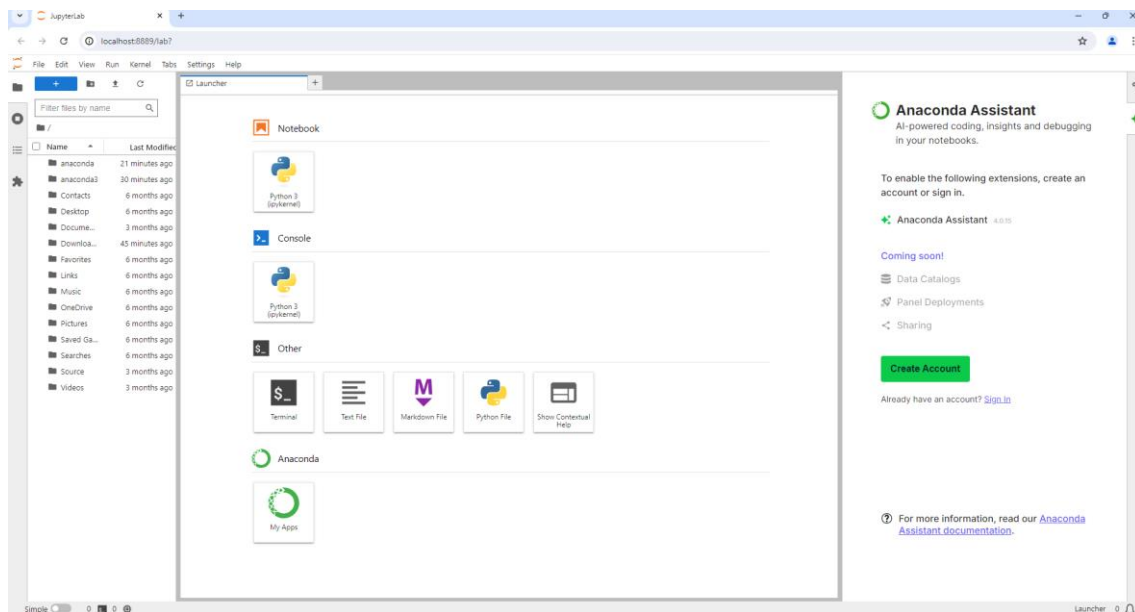 JupyterLab
localhost:8889/lab?
File Edit View Run Kernel Tabs Settings Help
Launcher
Filter files by name
/
Name Last Modified
anaconda 21 minutes ago
anaconda3 30 minutes ago
Contacts 6 months ago
Desktop 6 months ago
Docume... 3 months ago
Downloa... 45 minutes ago
Favorites 6 months ago
Links 6 months ago
Music 6 months ago
OneDrive 6 months ago
Pictures 6 months ago
Saved Ga... 6 months ago
Searches 6 months ago
Source 3 months ago
Videos 3 months ago
Notebook
Python 3
(ipykernel)
Console
Python 3
(ipykernel)
$_ Other
$_
Terminal
Text File
M
Markdown File
Python File
Show Contextual
Help
Anaconda
My Apps
Anaconda Assistant
AI-powered coding, insights and debugging
in your notebooks.
To enable the following extensions, create an
account or sign in.
Anaconda Assistant 4.0.15
Coming soon!
Data Catalogs
Panel Deployments
Sharing
Create Account
Already have an account? Sign In
For more information, read our Anaconda
Assistant documentation.
Simple 0 0
Launcher 0